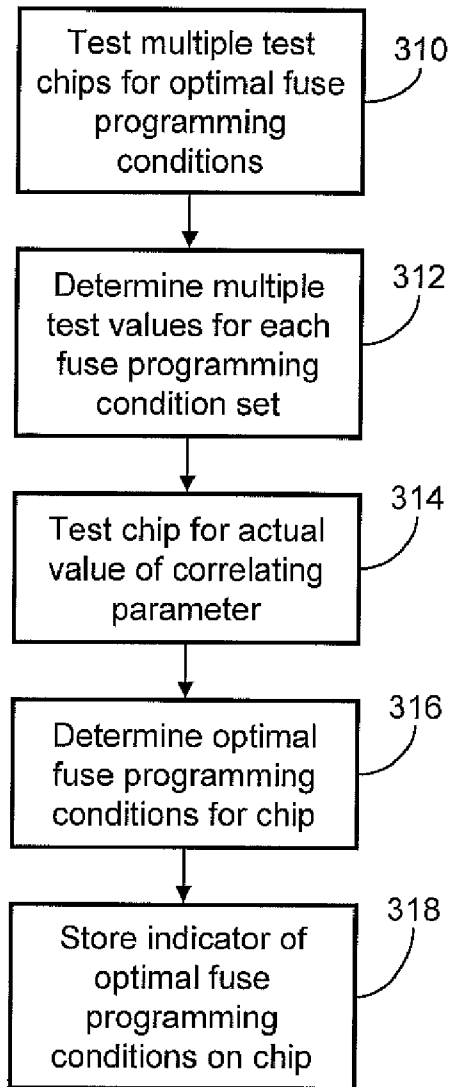 Test multiple test
chips for optimal fuse
programming
conditions
310
Determine multiple
test values for each
fuse programming
condition set
312
Test chip for actual
value of correlating
parameter
314
Determine optimal
fuse programming
conditions for chip
316
Store indicator of
optimal fuse
programming
conditions on chip
318